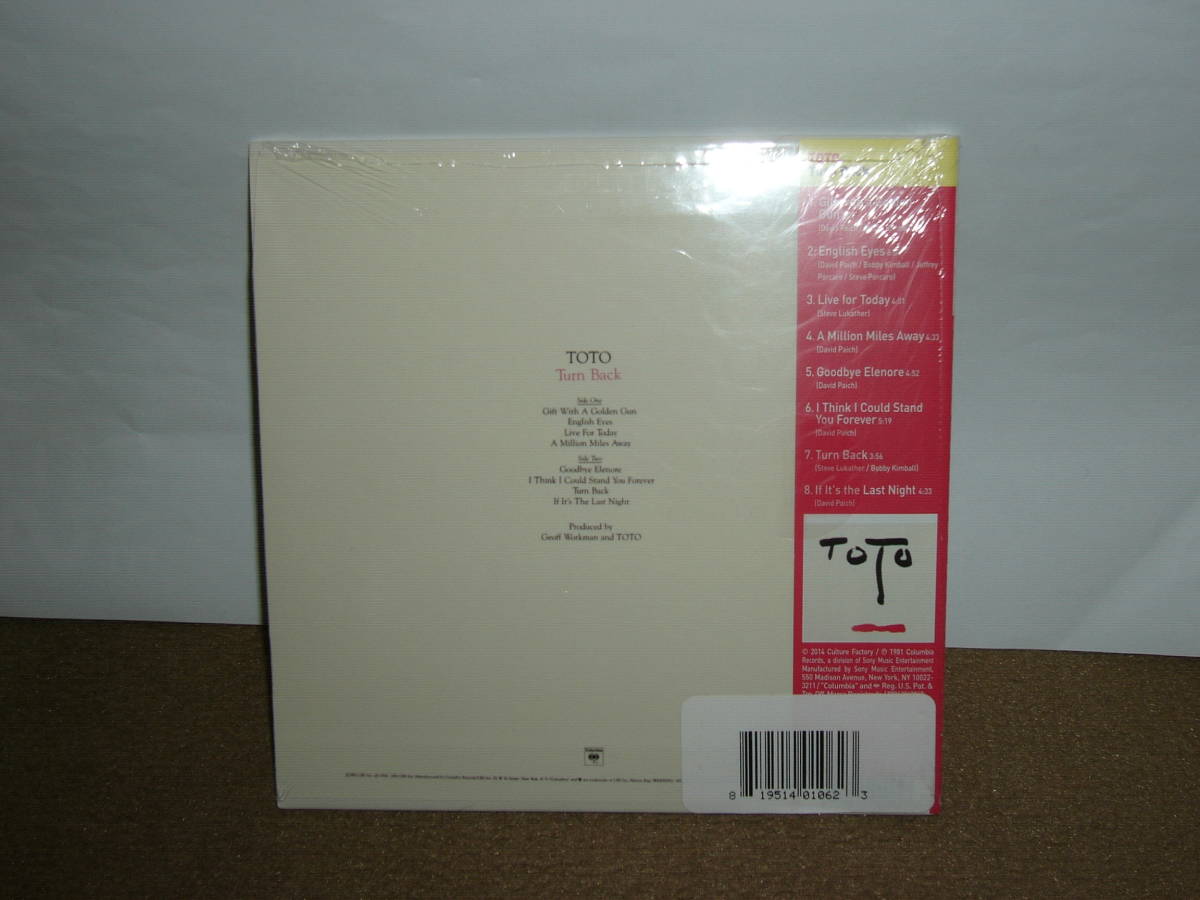 TOTO
Turn Back
Side One
Gift With A Golden Gun
English Eyes
Live For Today
A Million Miles Away
Side Two
Goodbye Elenore
I Think I Could Stand You Forever
Turn Back
If It's The Last Night
Produced by
Geoff Workman and TOTO
Columbia
TOTO
2. English Eyes
(David Paich / Bobby Kimball / Jeffrey
Porcaro / Steve Porcaro)
3. Live for Today 4:01
(Steve Lukather)
4. A Million Miles Away 4:33
(David Paich)
5. Goodbye Elenore 4:52
(David Paich)
6. I Think I Could Stand
You Forever 5:19
(David Paich)
7. Turn Back 3:56
(Steve Lukather / Bobby Kimball)
8. If It's the Last Night 4:33
(David Paich)
TOTO
© 2014 Culture Factory / ℗ 1981 Columbia
Records, a division of Sony Music Entertainment
Manufactured by Sony Music Entertainment,
550 Madison Avenue, New York, NY 10022-
3211 / "Columbia" and Reg. U.S. Pat. &
8 19514 01062 3